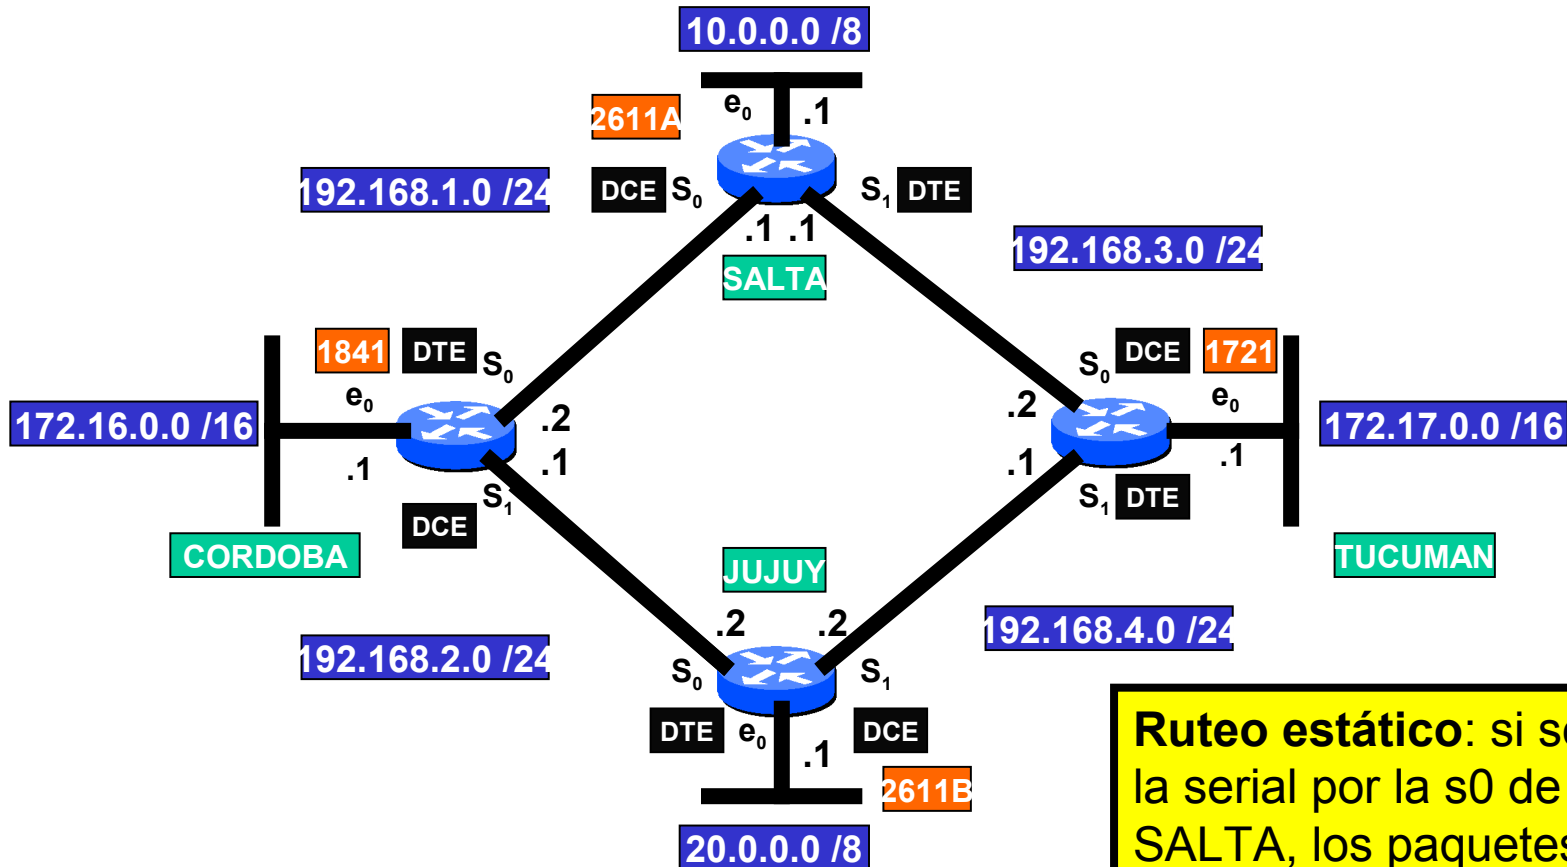 10.0.0.0 /8
e0
.1
2611A
192.168.1.0 /24
DCE
S0
S1
DTE
.1 .1
SALTA
192.168.3.0 /24
1841
DTE
S0
e0
172.16.0.0 /16
.1
.2
.1
S1
DCE
CORDOBA
S0
DCE
1721
e0
.2
.1
172.17.0.0 /16
.1
S1
DTE
TUCUMAN
JUJUY
.2
.2
192.168.2.0 /24
192.168.4.0 /24
S0
S1
DTE
e0
DCE
.1
2611B
20.0.0.0 /8
Ruteo estático: si se
la serial por la s0 de
SALTA, los paquetes